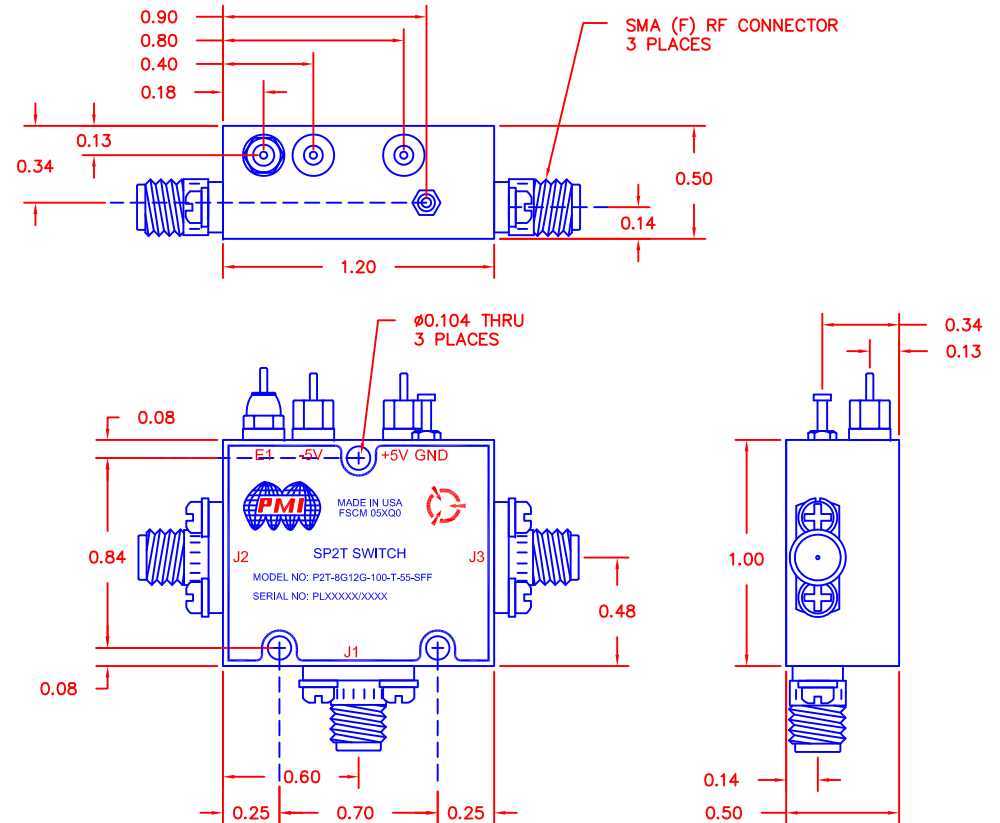 0.90
0.80
0.40
0.18
SMA (F) RF CONNECTOR
3 PLACES
0.13
0.34
0.50
0.14
1.20
ø0.104 THRU
3 PLACES
0.34
0.13
0.08
E1 -5V +5V GND
PMI
MADE IN USA
FSCM 05XQ0
0.84
J2
SP2T SWITCH
J3
1.00
MODEL NO: P2T-8G12G-100-T-55-SFF
SERIAL NO: PLXXXXX/XXXX
0.48
J1
0.08
0.60
0.14
0.25
0.70
0.25
0.50